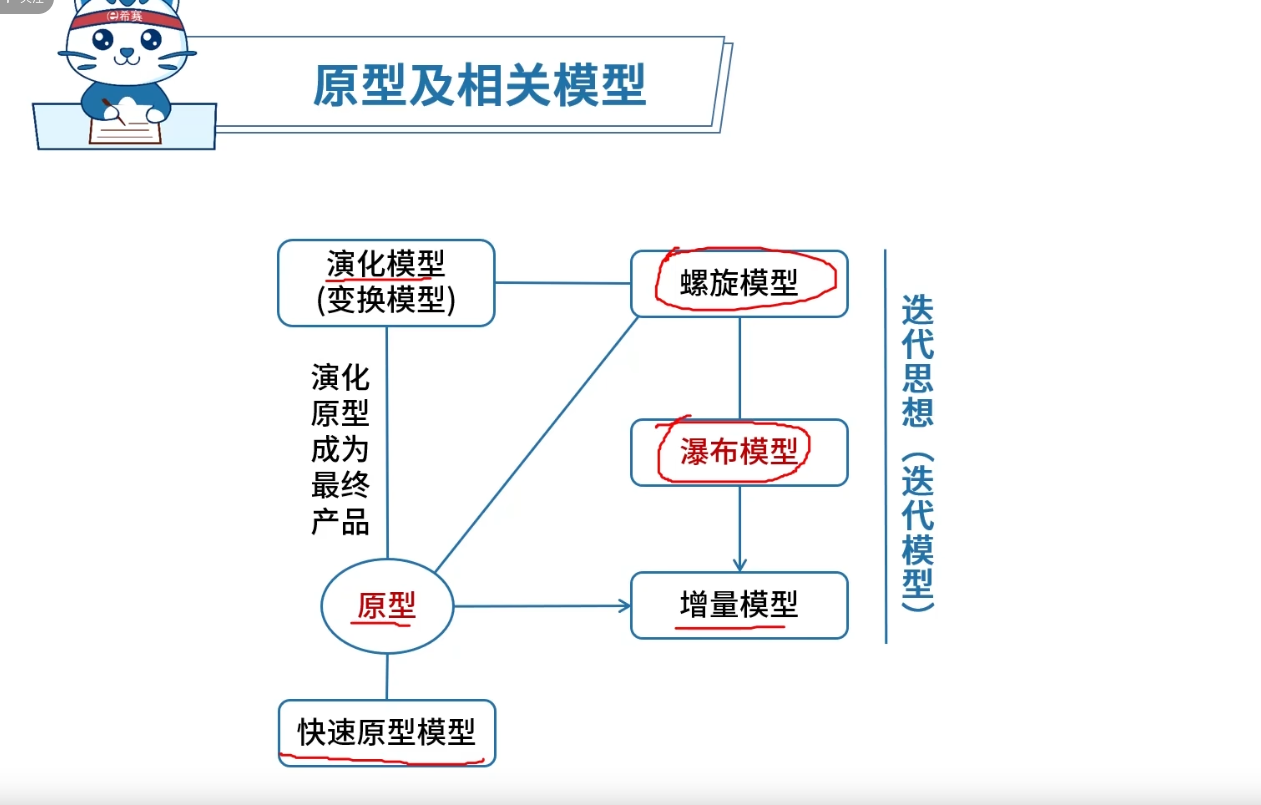 希赛
原型及相关模型
演化模型
(变换模型)
螺旋模型
演化
原型
成为
最终
产品
瀑布模型
原型
增量模型
快速原型模型
迭代思想（迭代模型）